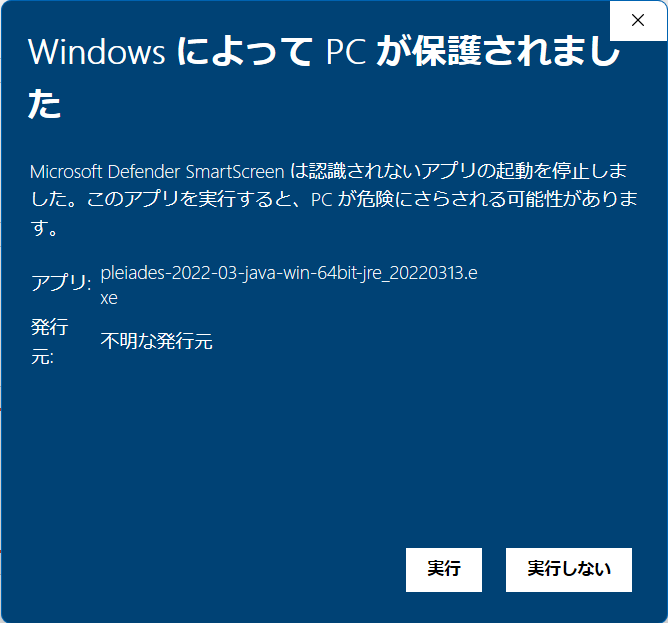 Windows によって PC が保護されまし
た
Microsoft Defender SmartScreen は認識されないアプリの起動を停止しま
した。このアプリを実行すると、PC が危険にさらされる可能性がありま
す。
アプリ: pleiades-2022-03-java-win-64bit-jre_20220313.e
xe
発行
元: 不明な発行元
実行 実行しない